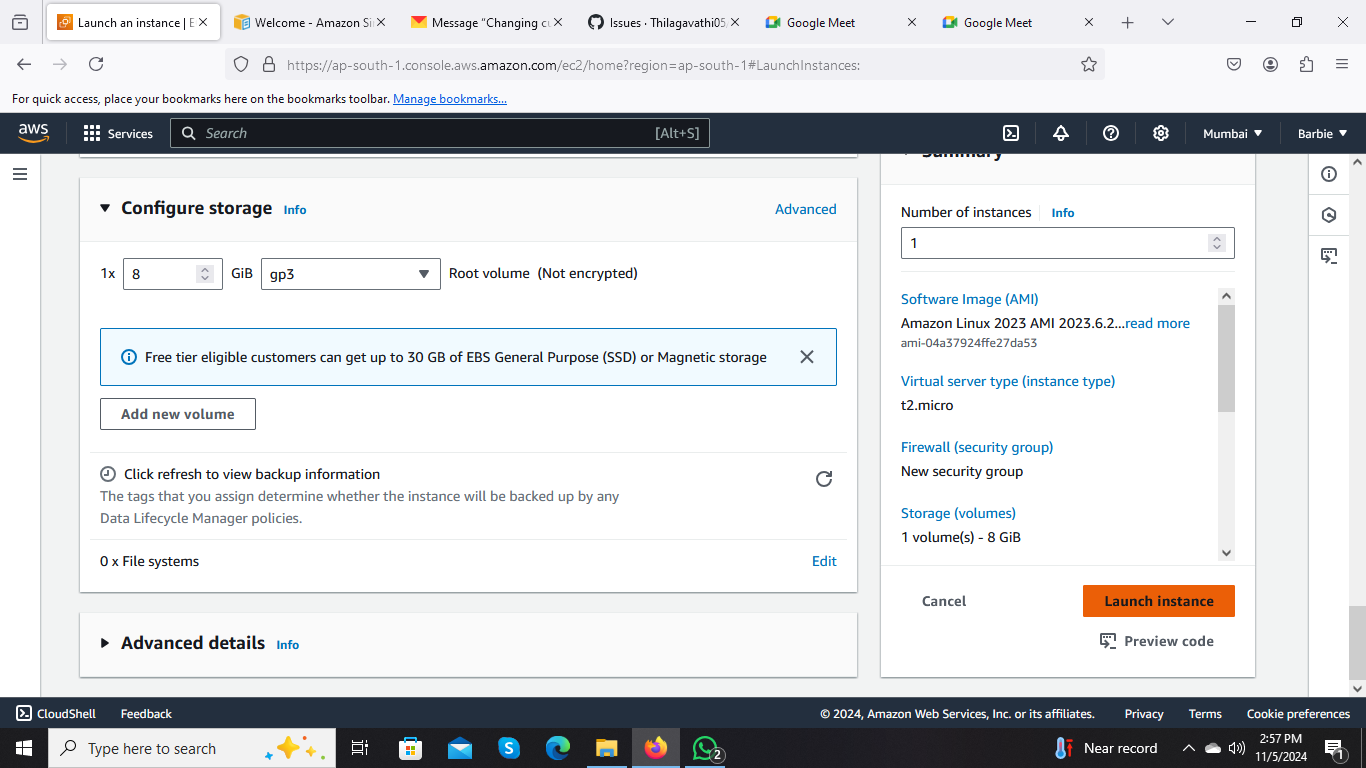 Launch an instance | E
Welcome - Amazon Si
Message "Changing cu
Issues · Thilagavathi05
Google Meet
Google Meet
https://ap-south-1.console.aws.amazon.com/ec2/home?region=ap-south-1#LaunchInstances:
For quick access, place your bookmarks here on the bookmarks toolbar. Manage bookmarks...
aws
Services
Search
[Alt+S]
Mumbai
Barbie
Summary
Configure storage Info
Advanced
Number of instances Info
1
1x 8 GiB gp3 Root volume (Not encrypted)
Software Image (AMI)
Amazon Linux 2023 AMI 2023.6.2...read more
ami-04a37924ffe27da53
Free tier eligible customers can get up to 30 GB of EBS General Purpose (SSD) or Magnetic storage
Virtual server type (instance type)
t2.micro
Add new volume
Firewall (security group)
New security group
Click refresh to view backup information
The tags that you assign determine whether the instance will be backed up by any
Data Lifecycle Manager policies.
Storage (volumes)
1 volume(s) - 8 GiB
0 x File systems
Edit
Cancel
Launch instance
Preview code
Advanced details Info
CloudShell
Feedback
© 2024, Amazon Web Services, Inc. or its affiliates.
Privacy
Terms
Cookie preferences
Type here to search
2
Near record
2:57 PM
11/5/2024
1